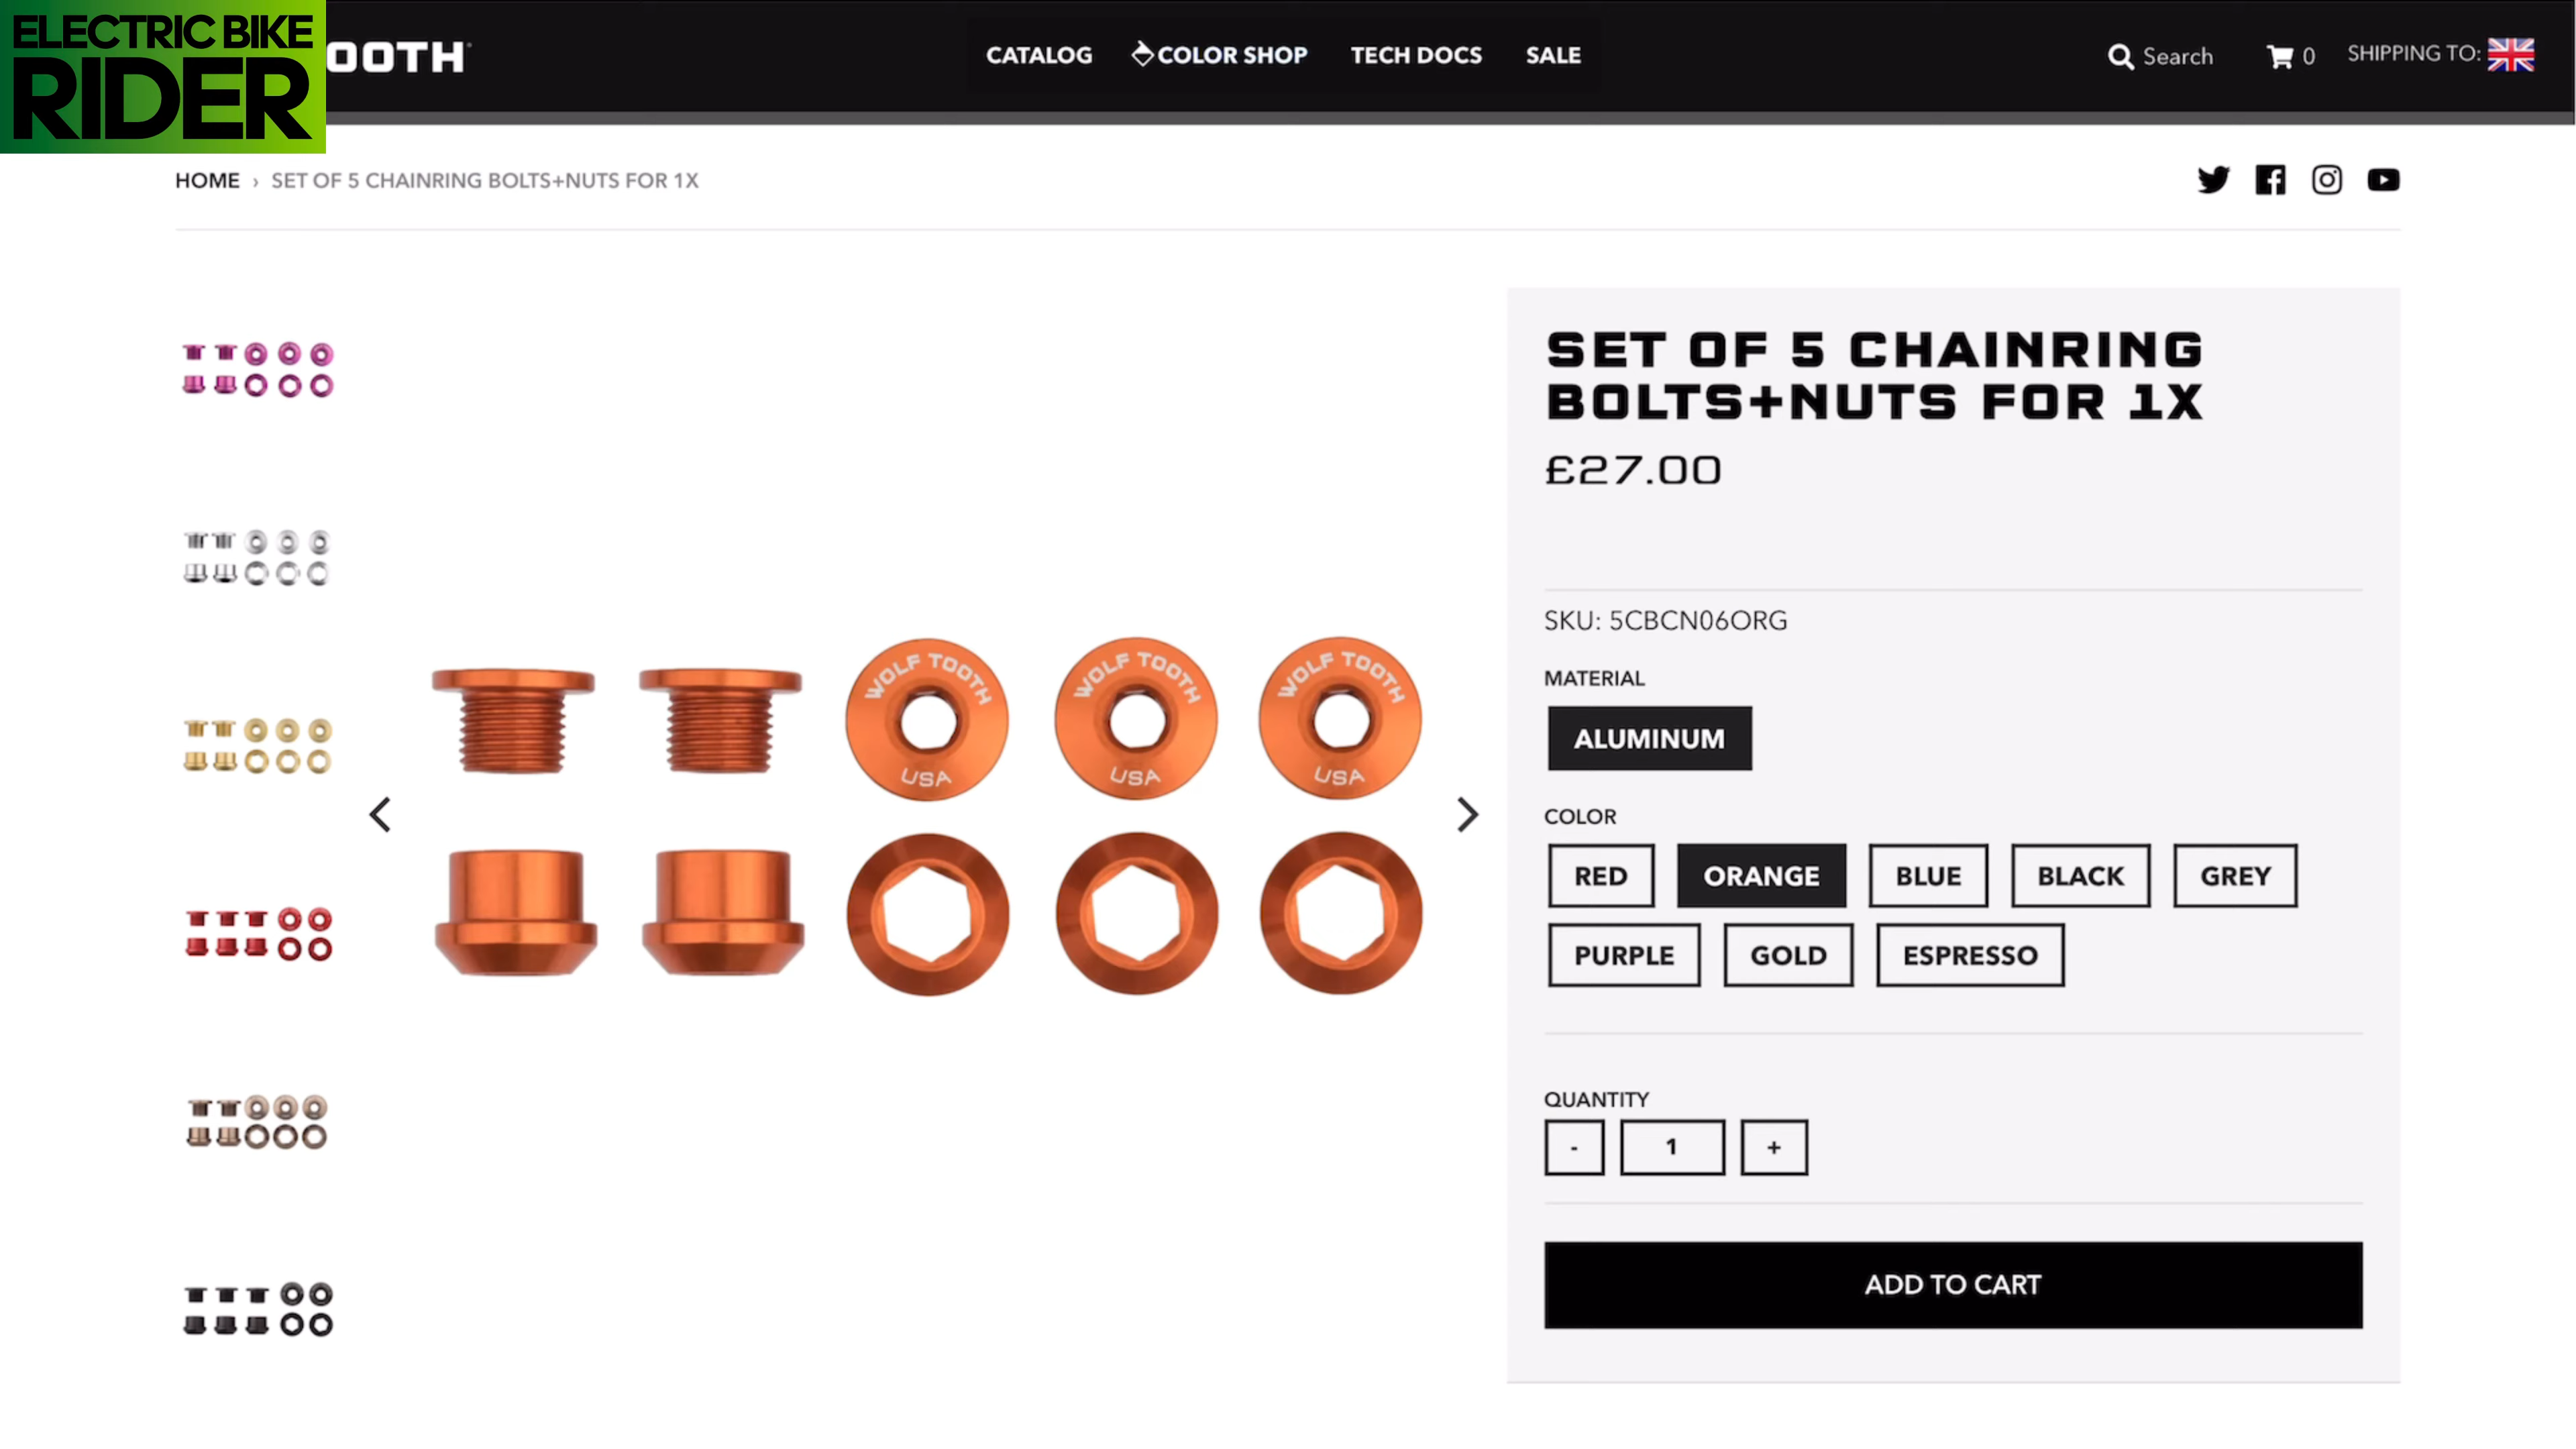 ELECTRIC BIKE
RIDER
OOTH
CATALOG
COLOR SHOP
TECH DOCS
SALE
Search
0
SHIPPING TO:
HOME › SET OF 5 CHAINRING BOLTS+NUTS FOR 1X
WOLF TOOTH
USA
WOLF TOOTH
USA
WOLF TOOTH
USA
SET OF 5 CHAINRING
BOLTS+NUTS FOR 1X
£27.00
SKU: 5CBCN06ORG
MATERIAL
ALUMINUM
COLOR
RED
ORANGE
BLUE
BLACK
GREY
PURPLE
GOLD
ESPRESSO
QUANTITY
-
1
+
ADD TO CART